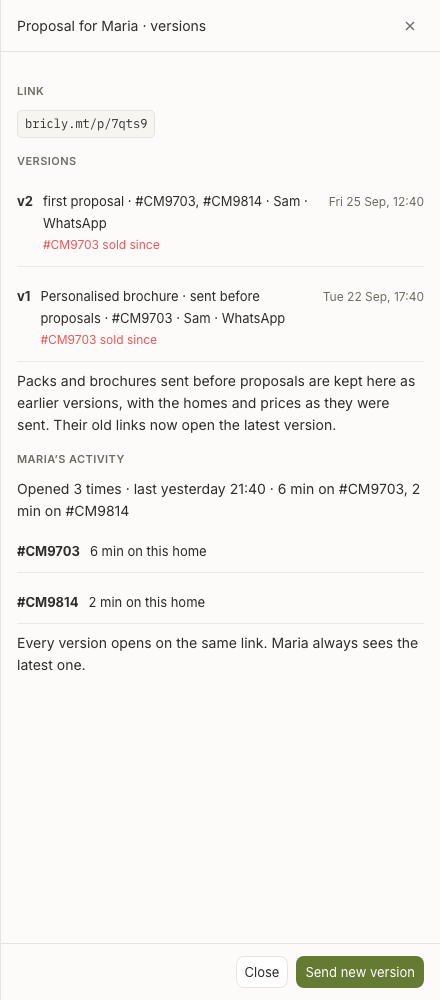 Proposal for Maria · versions
×
LINK
bricly.mt/p/7qts9
VERSIONS
v2 first proposal · #CM9703, #CM9814 · Sam · Fri 25 Sep, 12:40
WhatsApp
#CM9703 sold since
v1 Personalised brochure · sent before Tue 22 Sep, 17:40
proposals · #CM9703 · Sam · WhatsApp
#CM9703 sold since
Packs and brochures sent before proposals are kept here as
earlier versions, with the homes and prices as they were
sent. Their old links now open the latest version.
MARIA'S ACTIVITY
Opened 3 times · last yesterday 21:40 · 6 min on #CM9703, 2
min on #CM9814
#CM9703 6 min on this home
#CM9814 2 min on this home
Every version opens on the same link. Maria always sees the
latest one.
Close Send new version